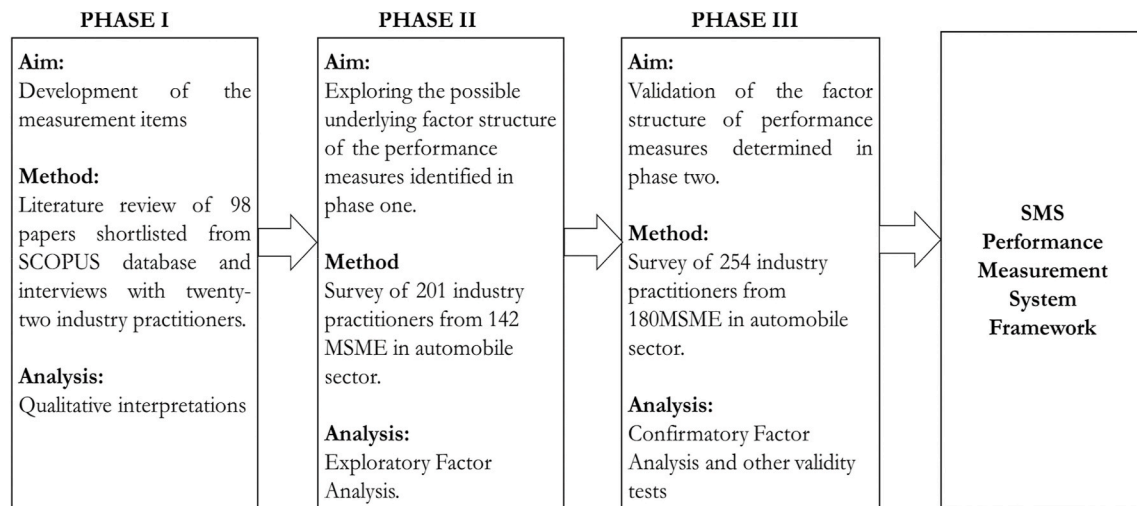 PHASE I
Aim:
Development of the
measurement items
Method:
Literature review of 98
papers shortlisted from
SCOPUS database and
interviews with twenty-
two industry practitioners.
Analysis:
Qualitative interpretations
PHASE II
Aim:
Exploring the possible
underlying factor structure
of the performance
measures identified in
phase one.
Method
Survey of 201 industry
practitioners from 142
MSME in automobile
sector.
Analysis:
Exploratory Factor
Analysis.
PHASE III
Aim:
Validation of the factor
structure of performance
measures determined in
phase two.
Method:
Survey of 254 industry
practitioners from
180MSME in automobile
sector.
Analysis:
Confirmatory Factor
Analysis and other validity
tests
SMS
Performance
Measurement
System
Framework